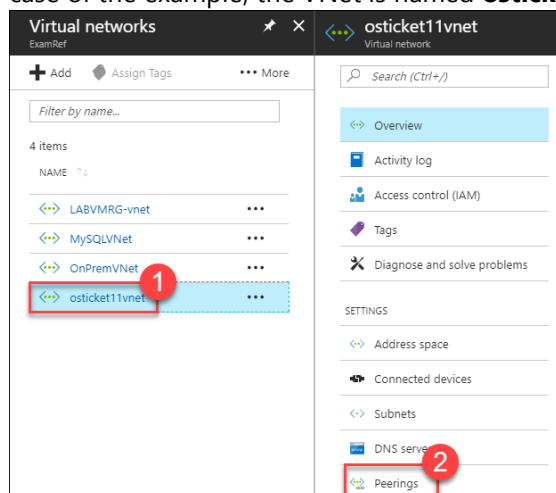 case of the example, the VNet is named
Virtual networks
ExamRef
Add Assign Tags ••• More
Filter by name...
4 items
NAME
LABVMRG-vnet •••
MySQLVNet •••
OnPremVNet •••
1
osticket11vnet •••
osticket11vnet
Virtual network
Search (Ctrl+/)
Overview
Activity log
Access control (IAM)
Tags
Diagnose and solve problems
SETTINGS
Address space
Connected devices
Subnets
DNS
2
Peerings